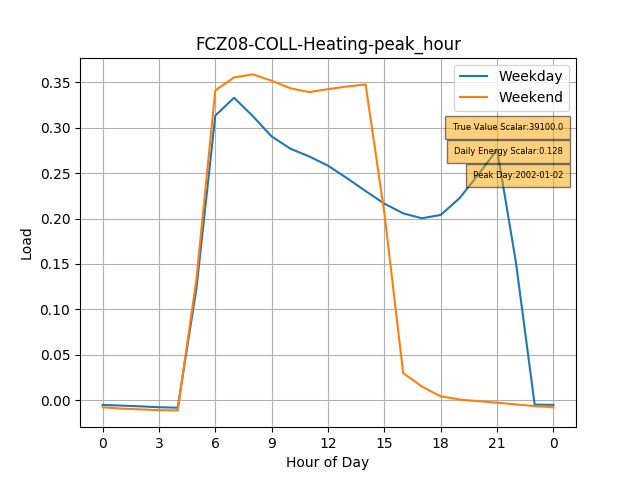 FCZ08-COLL-Heating-peak_hour
Weekday
Weekend
True Value Scalar:39100.0
Daily Energy Scalar:0.128
Peak Day:2002-01-02
Load
0.35
0.30
0.25
0.20
0.15
0.10
0.05
0.00
0 3 6 9 12 15 18 21 0
Hour of Day